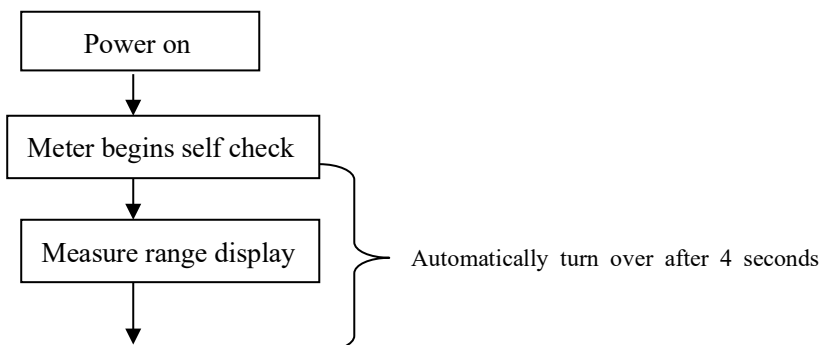 Power on
Meter begins self check
Measure range display
Automatically turn over after 4 seconds